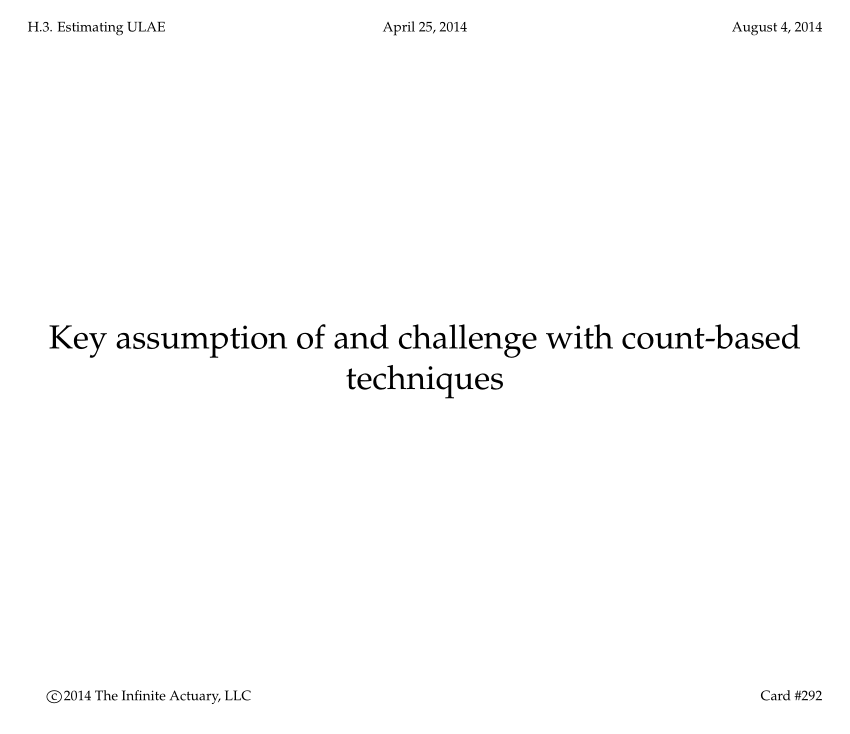 H.3. Estimating ULAE April 25, 2014 August 4, 2014
Key assumption of and challenge with count-based
techniques
©2014 The Infinite Actuary, LLC Card #292